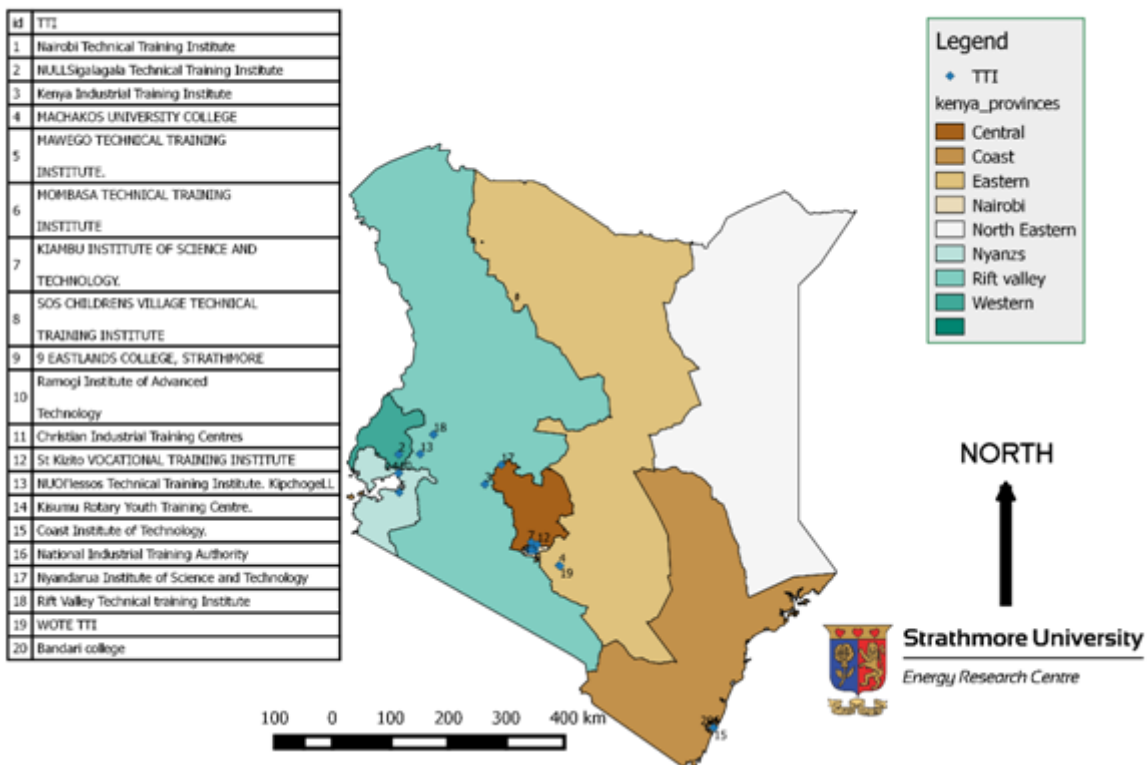 id TTI
1 Nairobi Technical Training Institute
2 NULLSigalagala Technical Training Institute
3 Kenya Industrial Training Institute
4 MACHAKOS UNIVERSITY COLLEGE
5 MAWEGO TECHNICAL TRAINING
INSTITUTE.
6 MOMBASA TECHNICAL TRAINING
INSTITUTE
7 KIAMBU INSTITUTE OF SCIENCE AND
TECHNOLOGY.
8 SOS CHILDRENS VILLAGE TECHNICAL
TRAINING INSTITUTE
9 9 EASTLANDS COLLEGE, STRATHMORE
10 Ramogi Institute of Advanced
Technology
11 Christian Industrial Training Centres
12 St Kizito VOCATIONAL TRAINING INSTITUTE
13 NUOl'lessos Technical Training Institute. KipchogeLL
14 Kisumu Rotary Youth Training Centre.
15 Coast Institute of Technology.
16 National Industrial Training Authority
17 Nyandarua Institute of Science and Technology
18 Rift Valley Technical training Institute
19 WOTE TTI
20 Bandari college
Legend
TTI
kenya_provinces
Central
Coast
Eastern
Nairobi
North Eastern
Nyanzs
Rift valley
Western
18
2
13
17
7 12
4
19
15
NORTH
Strathmore University
Energy Research Centre
100 0 100 200 300 400 km